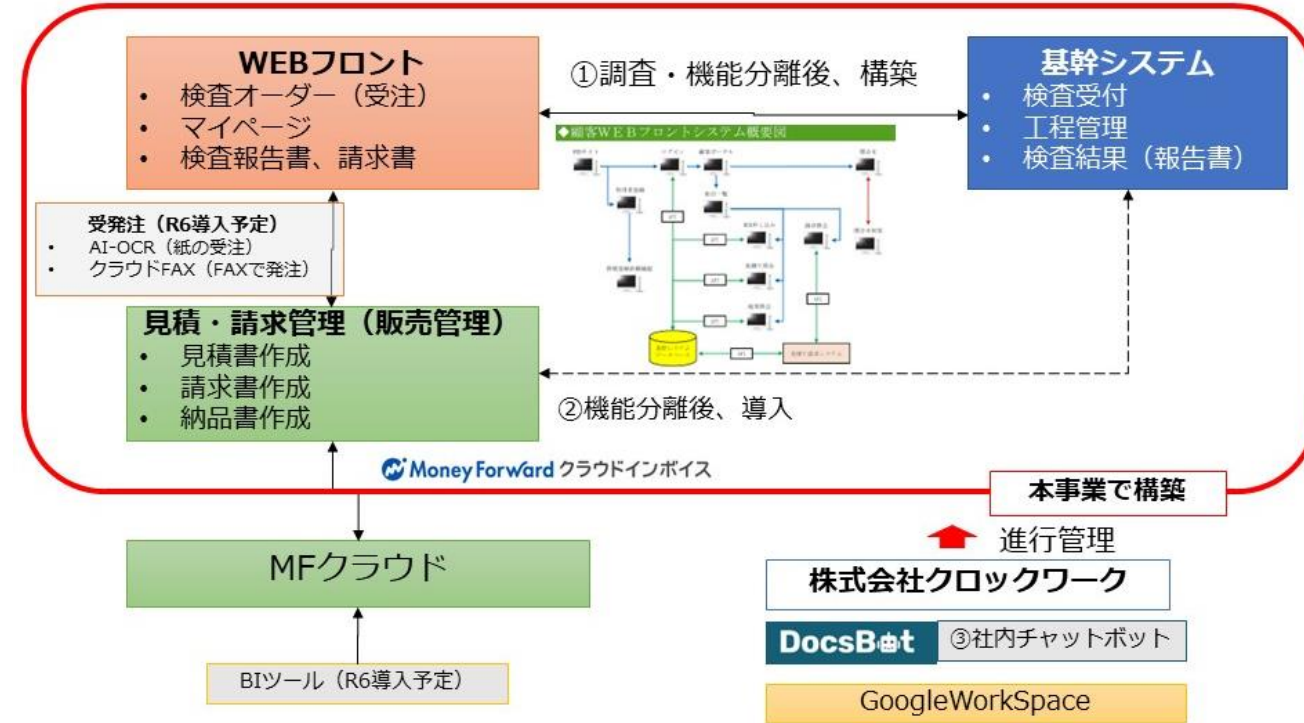 WEBフロント
• 検査オーダー（受注）
• マイページ
• 検査報告書、請求書
①調査・機能分離後、構築
基幹システム
• 検査受付
• 工程管理
• 検査結果（報告書）
◆顧客WEBフロントシステム概要図
ログイン
API
API
API
API
API
API
受発注（R6導入予定）
• AI-OCR（紙の受注）
• クラウドFAX（FAXで発注）
見積・請求管理（販売管理）
• 見積書作成
• 請求書作成
• 納品書作成
②機能分離後、導入
Money Forward クラウドインボイス
本事業で構築
進行管理
MFクラウド
株式会社クロックワーク
DocsBot
③社内チャットボット
BIツール（R6導入予定）
GoogleWorkSpace